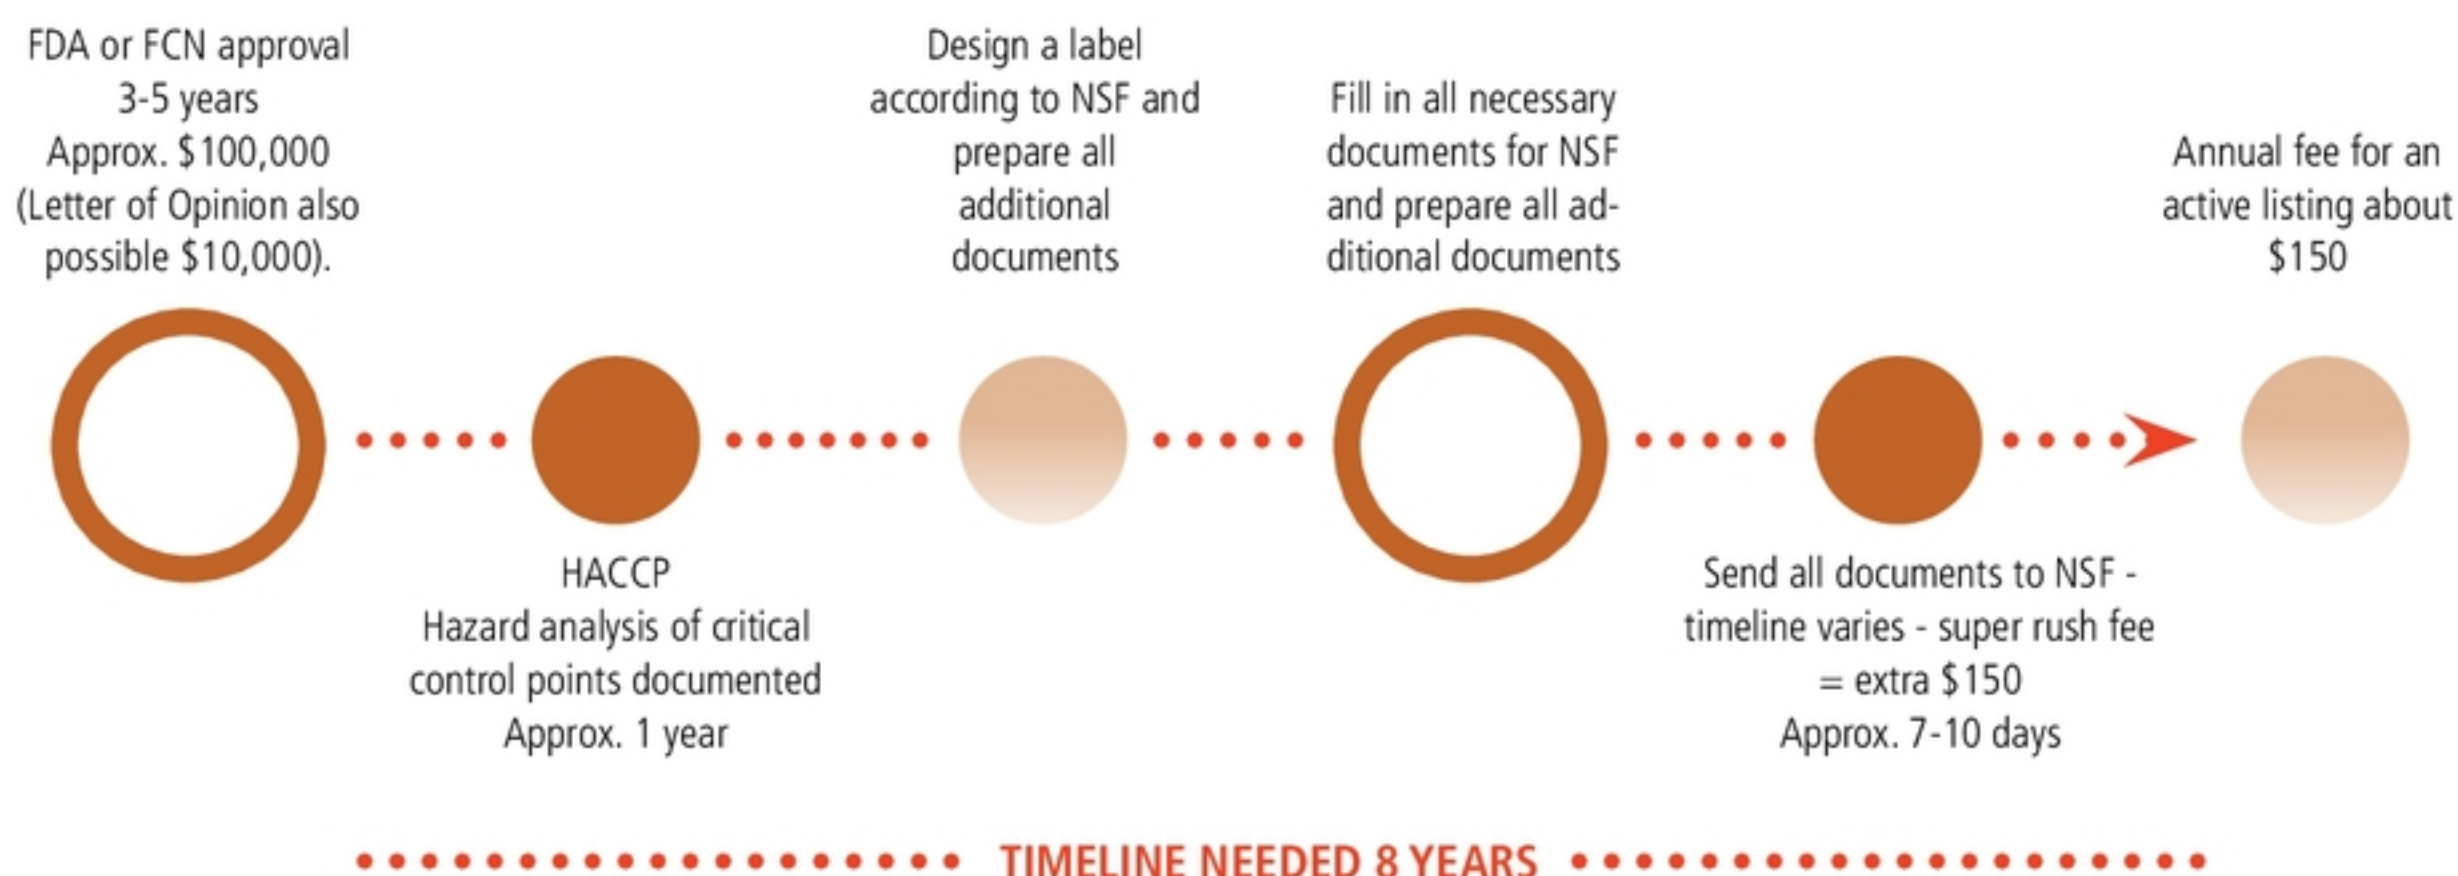 FDA or FCN approval
3-5 years
Approx. $100,000
(Letter of Opinion also
possible $10,000).
HACCP
Hazard analysis of critical
control points documented
Approx. 1 year
Design a label
according to NSF and
prepare all
additional
documents
Fill in all necessary
documents for NSF
and prepare all ad-
ditional documents
Send all documents to NSF -
timeline varies - super rush fee
= extra $150
Approx. 7-10 days
Annual fee for an
active listing about
$150
TIMELINE NEEDED 8 YEARS